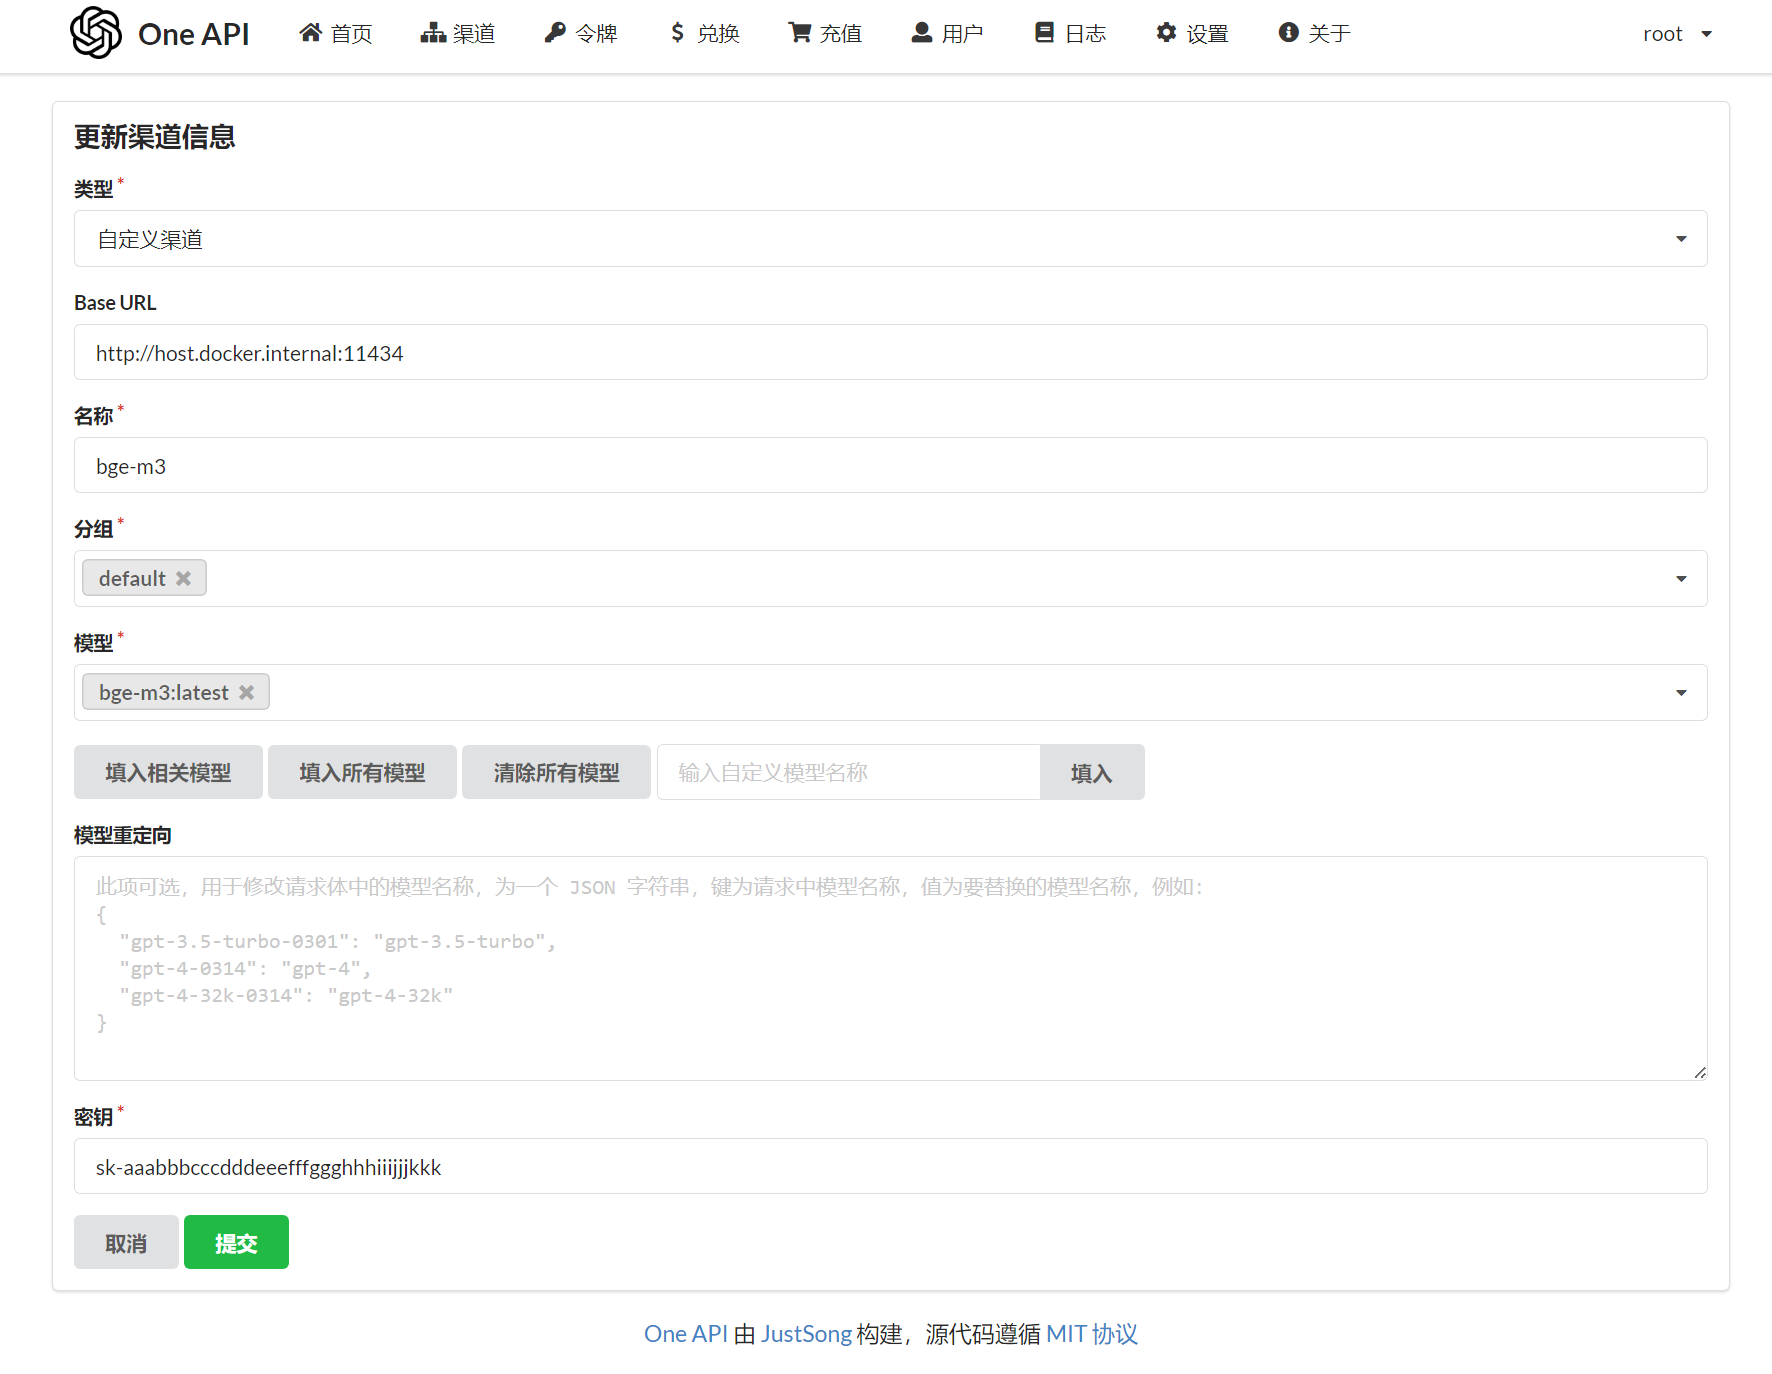 One API 首页 渠道 令牌 兑换 充值 用户 日志 设置 关于 root
更新渠道信息
类型*
自定义渠道
Base URL
http://host.docker.internal:11434
名称*
bge-m3
分组*
default
模型*
bge-m3:latest
填入相关模型 填入所有模型 清除所有模型 输入自定义模型名称 填入
模型重定向
此项可选，用于修改请求体中的模型名称，为一个 JSON 字符串，键为请求中模型名称，值为要替换的模型名称，例如：
{
"gpt-3.5-turbo-0301": "gpt-3.5-turbo",
"gpt-4-0314": "gpt-4",
"gpt-4-32k-0314": "gpt-4-32k"
}
密钥*
sk-aaabbbcccdddeeefffggghhhiiijjjkkk
取消 提交
One API 由 JustSong 构建，源代码遵循 MIT 协议